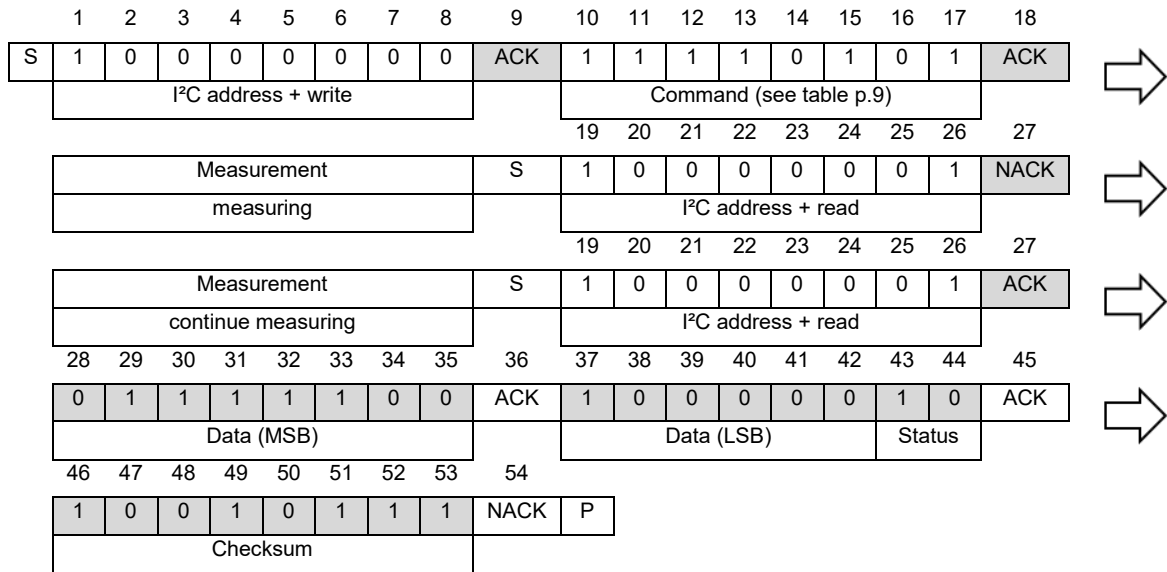 1 2 3 4 5 6 7 8 9 10 11 12 13 14 15 16 17 18
S 1 0 0 0 0 0 0 0 ACK 1 1 1 1 0 1 0 1 ACK
I²C address + write Command (see table p.9)
19 20 21 22 23 24 25 26 27
Measurement S 1 0 0 0 0 0 0 1 NACK
measuring I²C address + read
19 20 21 22 23 24 25 26 27
Measurement S 1 0 0 0 0 0 0 1 ACK
continue measuring I²C address + read
28 29 30 31 32 33 34 35 36 37 38 39 40 41 42 43 44 45
0 1 1 1 1 1 0 0 ACK 1 0 0 0 0 0 1 0 ACK
Data (MSB) Data (LSB) Status
46 47 48 49 50 51 52 53 54
1 0 0 1 0 1 1 1 NACK P
Checksum